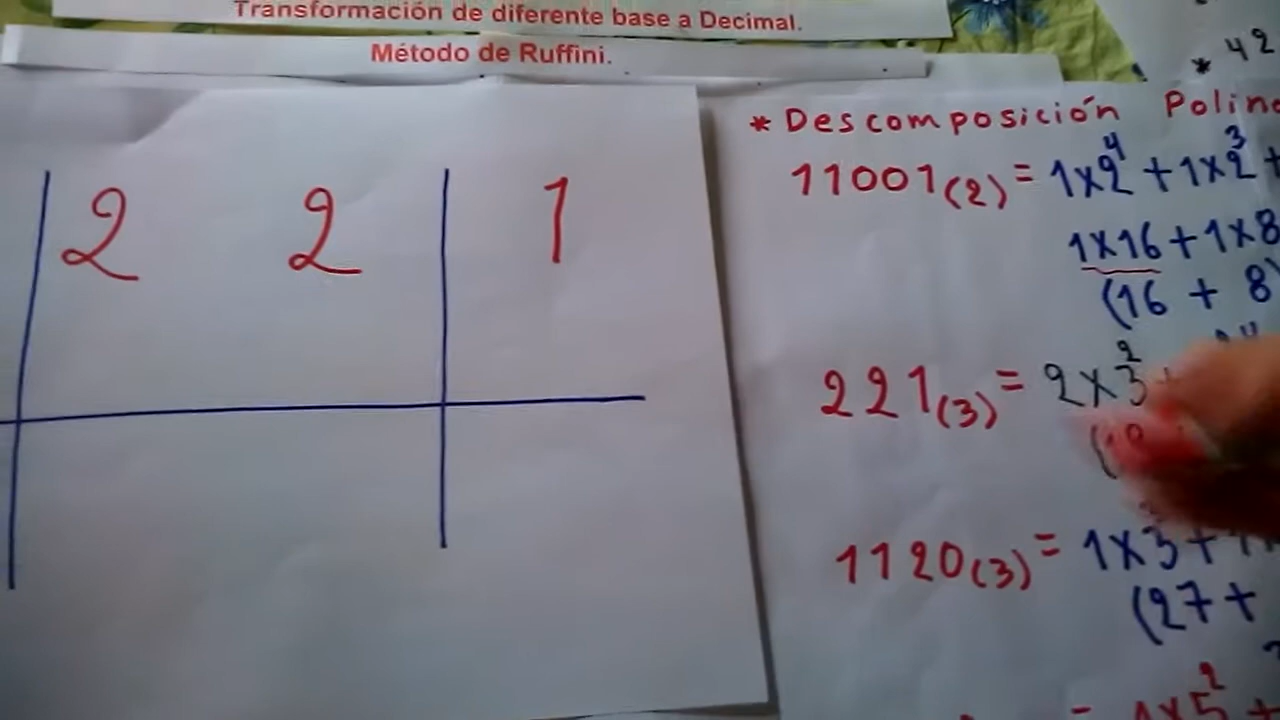 Transformación de diferente base a Decimal.
Método de Ruffini.
2 2 1
* 42
* Descomposición
11001(2) = 1x2⁴ + 1x2³ +
1x16 + 1x8
(16 + 8)
221(3) = 2x3²
1120(3) = 1x3
(27 +
= 1x5² +